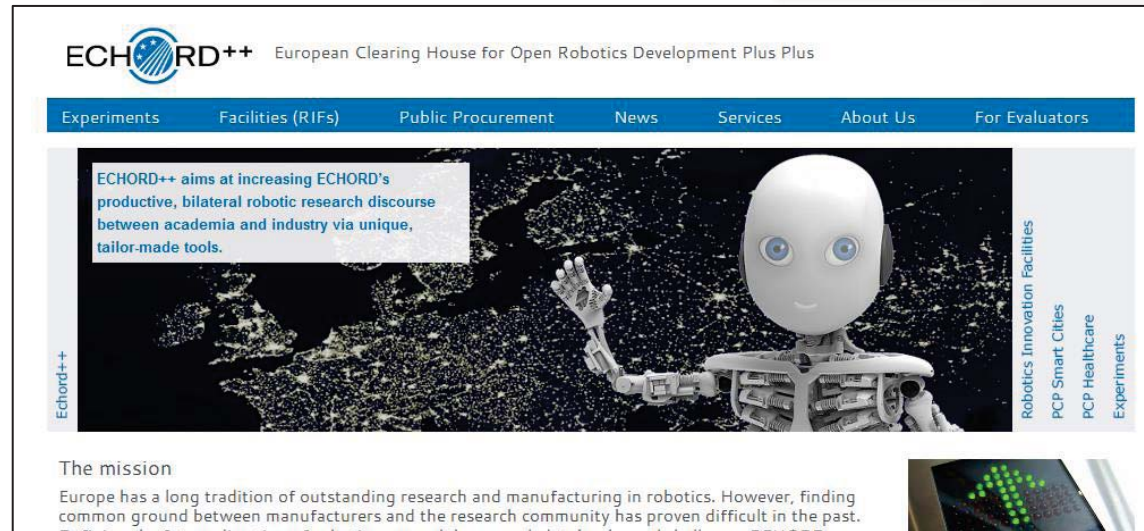 ECHORD++
European Clearing House for Open Robotics Development Plus Plus
Experiments Facilities (RIFs) Public Procurement News Services About Us For Evaluators
ECHORD++ aims at increasing ECHORD's
productive, bilateral robotic research discourse
between academia and industry via unique,
tailor-made tools.
Echord++
Robotics Innovation Facilities
PCP Smart Cities
PCP Healthcare
Experiments
The mission
Europe has a long tradition of outstanding research and manufacturing in robotics. However, finding
common ground between manufacturers and the research community has proven difficult in the past.